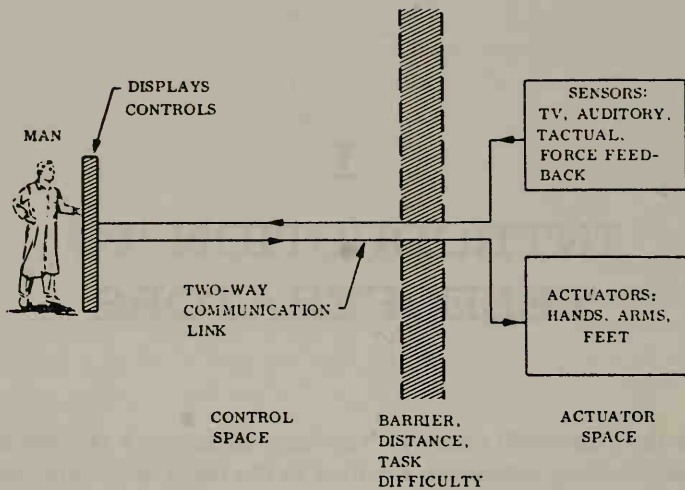 DISPLAYS
CONTROLS
MAN
SENSORS:
TV, AUDITORY,
TACTUAL,
FORCE FEED-
BACK
TWO-WAY
COMMUNICATION
LINK
ACTUATORS:
HANDS, ARMS,
FEET
CONTROL
SPACE
BARRIER,
DISTANCE,
TASK
DIFFICULTY
ACTUATOR
SPACE